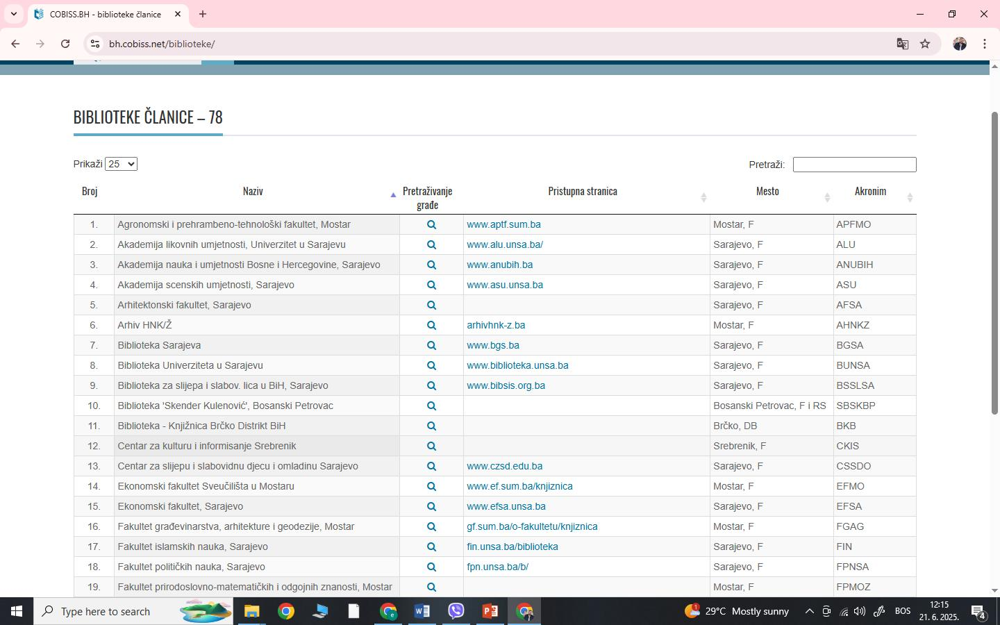 COBISS.BH - biblioteke članice
bh.cobiss.net/biblioteke/
BIBLIOTEKE ČLANICE – 78
Prikaži 25
Pretraži:
Broj Naziv Pretraživanje građe Pristupna stranica Mesto Akronim
1. Agronomski i prehrambeno-tehnološki fakultet, Mostar www.aptf.sum.ba Mostar, F APFMO
2. Akademija likovnih umjetnosti, Univerzitet u Sarajevu www.alu.unsa.ba/ Sarajevo, F ALU
3. Akademija nauka i umjetnosti Bosne i Hercegovine, Sarajevo www.anubih.ba Sarajevo, F ANUBIH
4. Akademija scenskih umjetnosti, Sarajevo www.asu.unsa.ba Sarajevo, F ASU
5. Arhitektonski fakultet, Sarajevo Sarajevo, F AFSA
6. Arhiv HNK/Ž arhivhnk-z.ba Mostar, F AHNKZ
7. Biblioteka Sarajeva www.bgs.ba Sarajevo, F BGSA
8. Biblioteka Univerziteta u Sarajevu www.biblioteka.unsa.ba Sarajevo, F BUNSA
9. Biblioteka za slijepa i slabov. lica u BiH, Sarajevo www.bibsis.org.ba Sarajevo, F BSSLSA
10. Biblioteka 'Skender Kulenović', Bosanski Petrovac Bosanski Petrovac, F i RS SBSKBP
11. Biblioteka - Knjižnica Brčko Distrikt BiH Brčko, DB BKB
12. Centar za kulturu i informisanje Srebrenik Srebrenik, F CKIS
13. Centar za slijepu i slabovidnu djecu i omladinu Sarajevo www.czsd.edu.ba Sarajevo, F CSSDO
14. Ekonomski fakultet Sveučilišta u Mostaru www.ef.sum.ba/knjiznica Mostar, F EFMO
15. Ekonomski fakultet, Sarajevo www.efsa.unsa.ba Sarajevo, F EFSA
16. Fakultet građevinarstva, arhitekture i geodezije, Mostar gf.sum.ba/o-fakultetu/knjiznica Mostar, F FGAG
17. Fakultet islamskih nauka, Sarajevo fin.unsa.ba/biblioteka Sarajevo, F FIN
18. Fakultet političkih nauka, Sarajevo fpn.unsa.ba/b/ Sarajevo, F FPNSA
19. Fakultet prirodoslovno-matematičkih i odgojnih znanosti, Mostar Mostar, F FPMOZ
Type here to search
29°C Mostly sunny
BOS
12:15
21. 6. 2025.
4